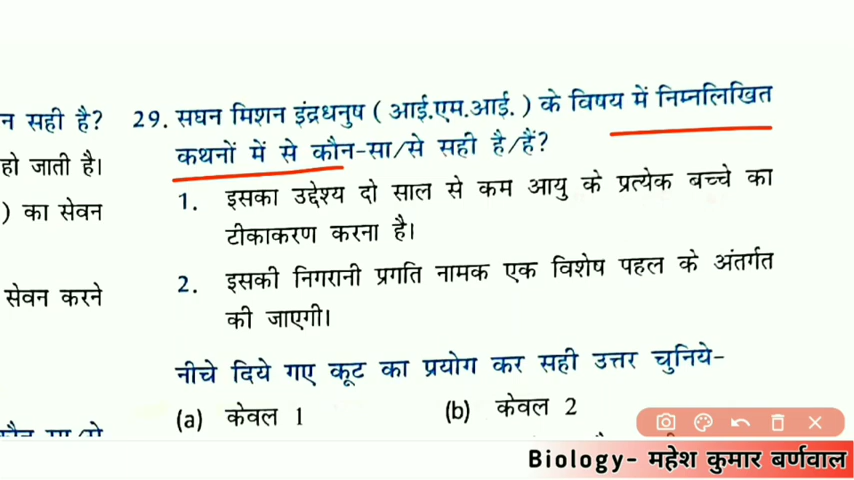 न सही है?
हो जाती है।
) का सेवन
सेवन करने
29. सघन मिशन इंद्रधनुष ( आई.एम.आई. ) के विषय में निम्नलिखित
कथनों में से कौन-सा/से सही है/हैं?
1. इसका उद्देश्य दो साल से कम आयु के प्रत्येक बच्चे का
टीकाकरण करना है।
2. इसकी निगरानी प्रगति नामक एक विशेष पहल के अंतर्गत
की जाएगी।
नीचे दिये गए कूट का प्रयोग कर सही उत्तर चुनिये-
(a) केवल 1 (b) केवल 2
Biology- महेश कुमार बर्णवाल